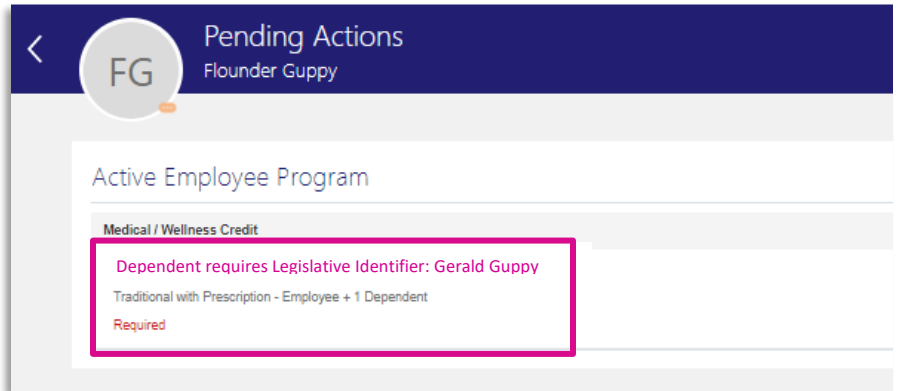 Pending Actions
FG
Flounder Guppy
Active Employee Program
Medical / Wellness Credit
Dependent requires Legislative Identifier: Gerald Guppy
Traditional with Prescription - Employee + 1 Dependent
Required